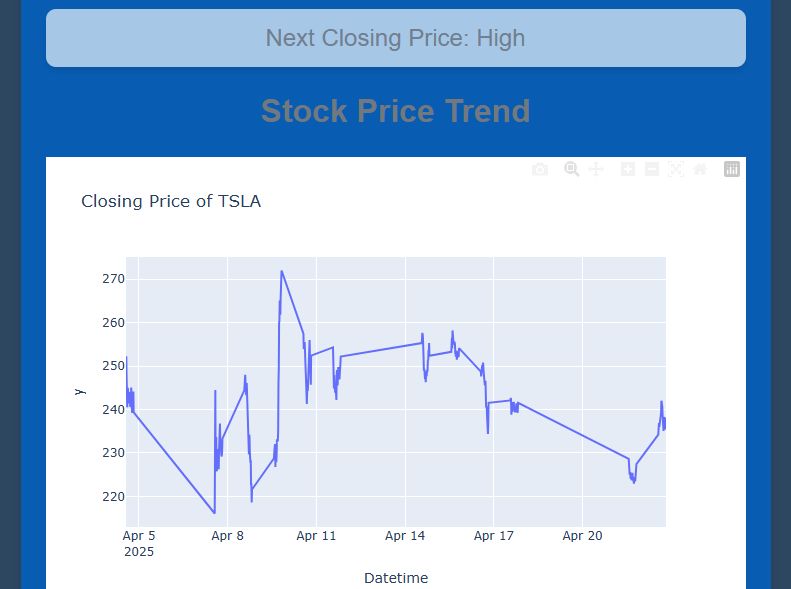 Next Closing Price: High
Stock Price Trend
Closing Price of TSLA
270
260
250
240
230
220
y
Apr 5
2025
Apr 8
Apr 11
Apr 14
Apr 17
Apr 20
Datetime